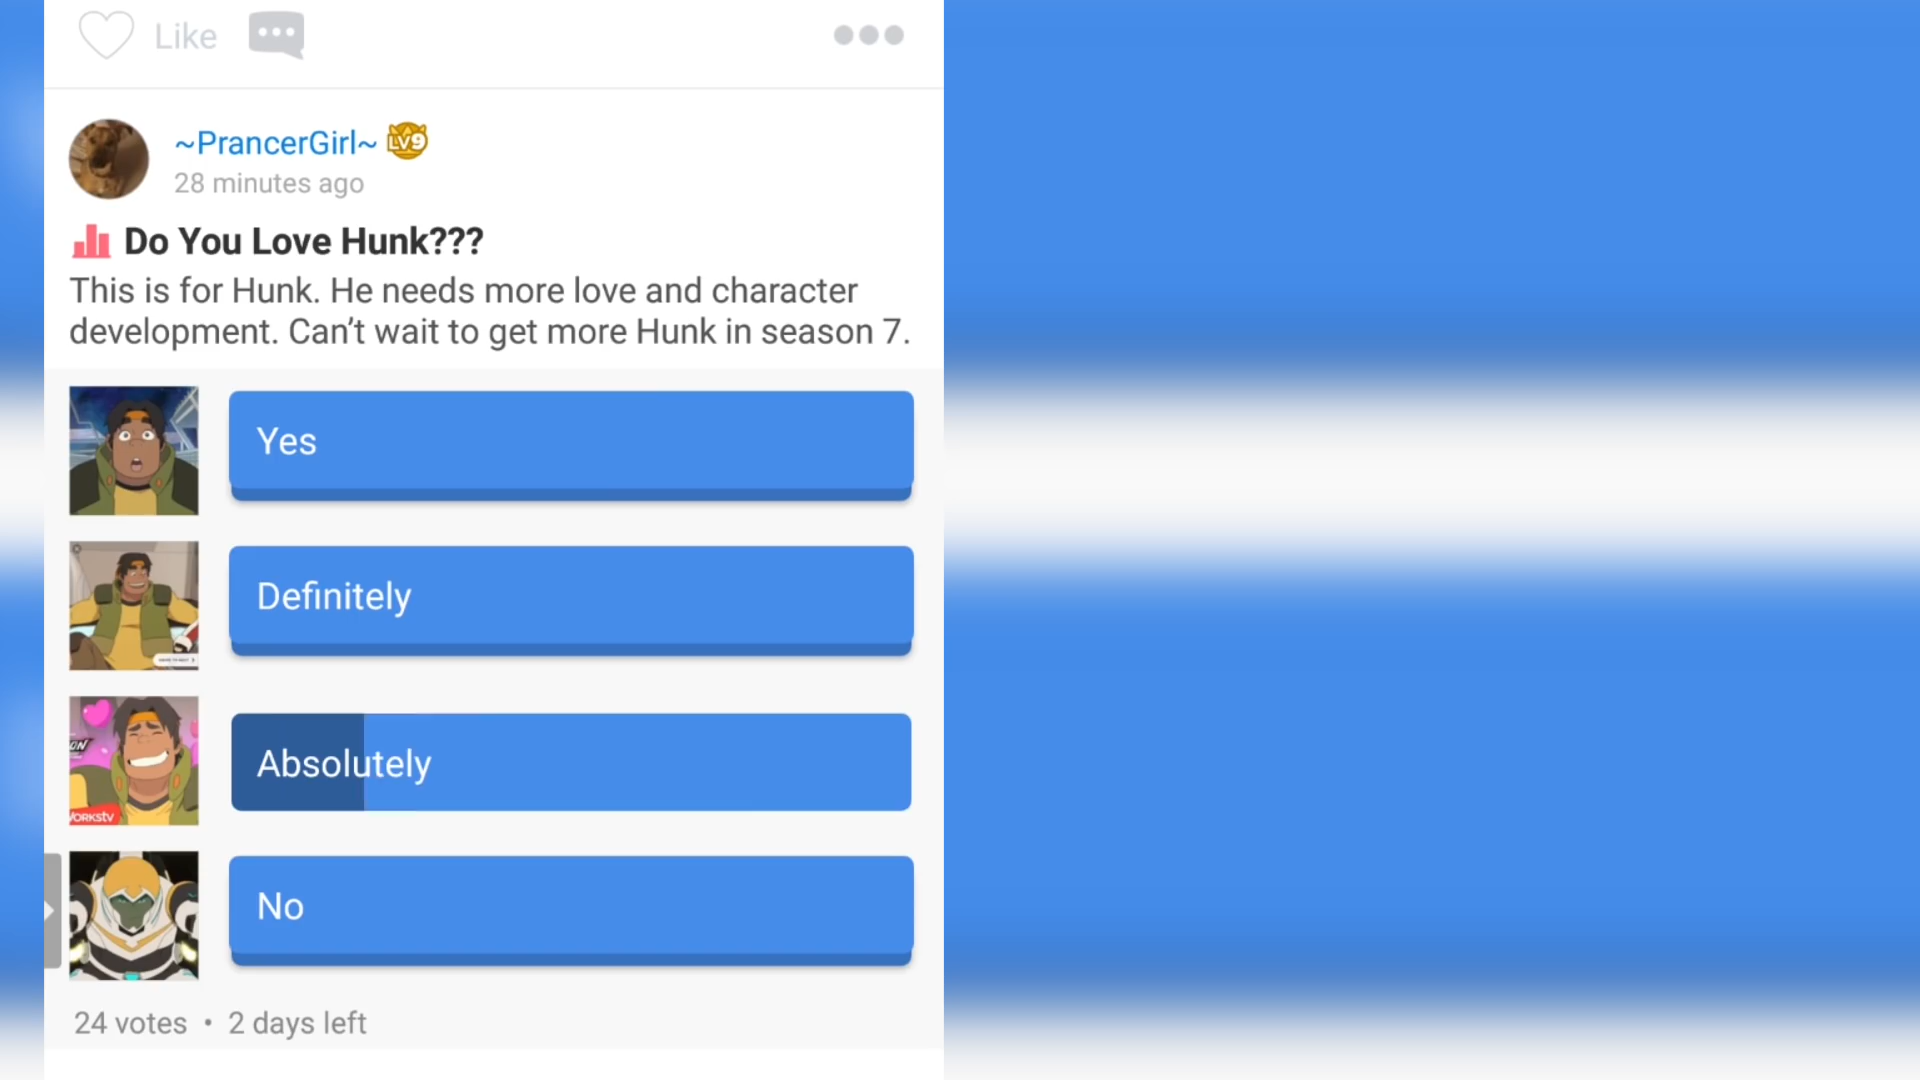 Like
~PrancerGirl~ LV9
28 minutes ago
Do You Love Hunk???
This is for Hunk. He needs more love and character
development. Can’t wait to get more Hunk in season 7.
Yes
Definitely
Absolutely
ON
No
24 votes • 2 days left